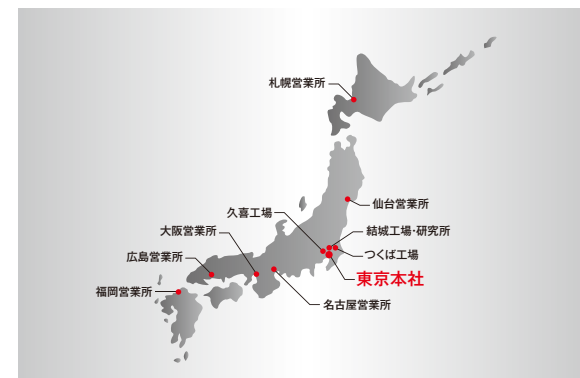 札幌営業所
仙台営業所
久喜工場
結城工場・研究所
大阪営業所
つくば工場
広島営業所
東京本社
福岡営業所
名古屋営業所